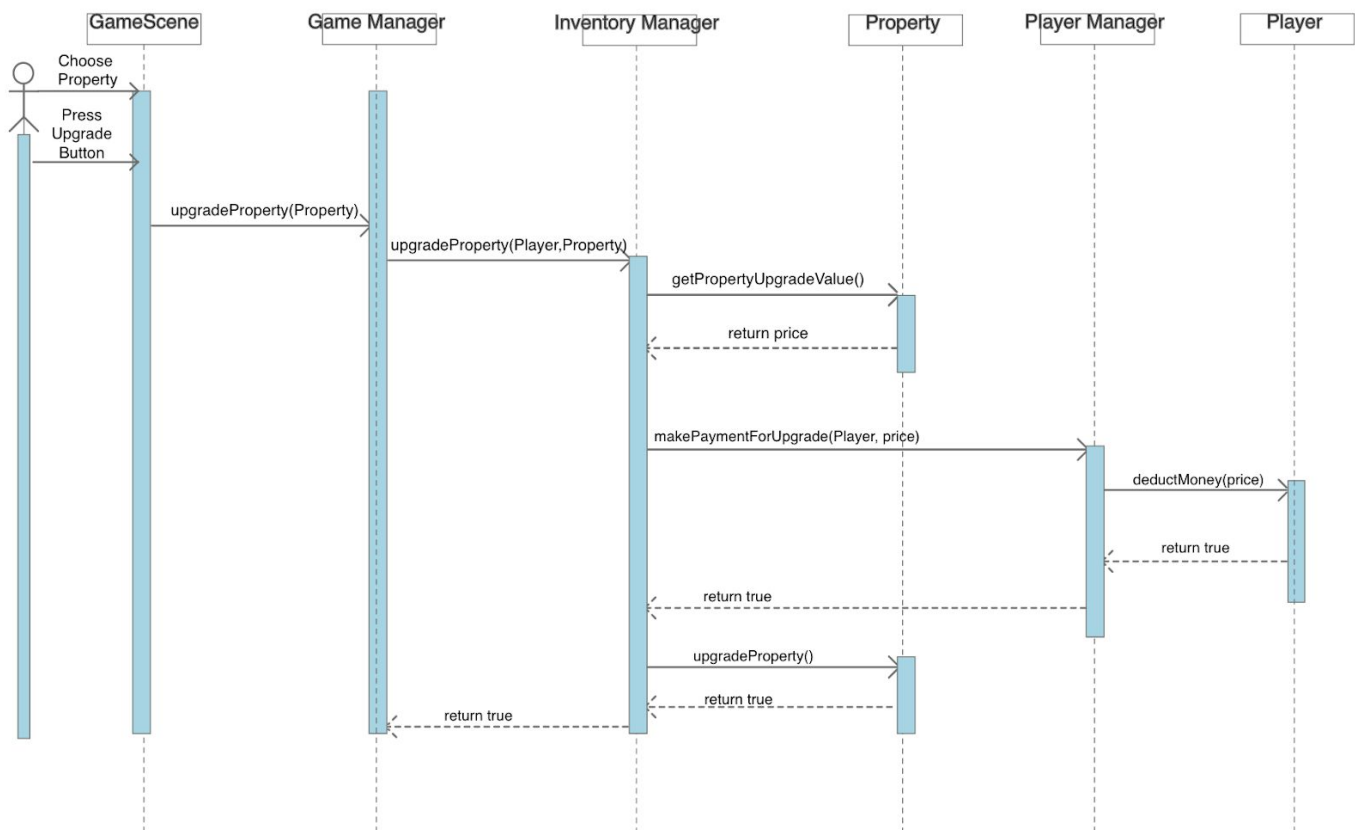 GameScene
Game Manager
Inventory Manager
Property
Player Manager
Player
Choose
Property
Press
Upgrade
Button
upgradeProperty(Property)
upgradeProperty(Player,Property)
getPropertyUpgradeValue()
return price
makePaymentForUpgrade(Player, price)
deductMoney(price)
return true
return true
upgradeProperty()
return true
return true